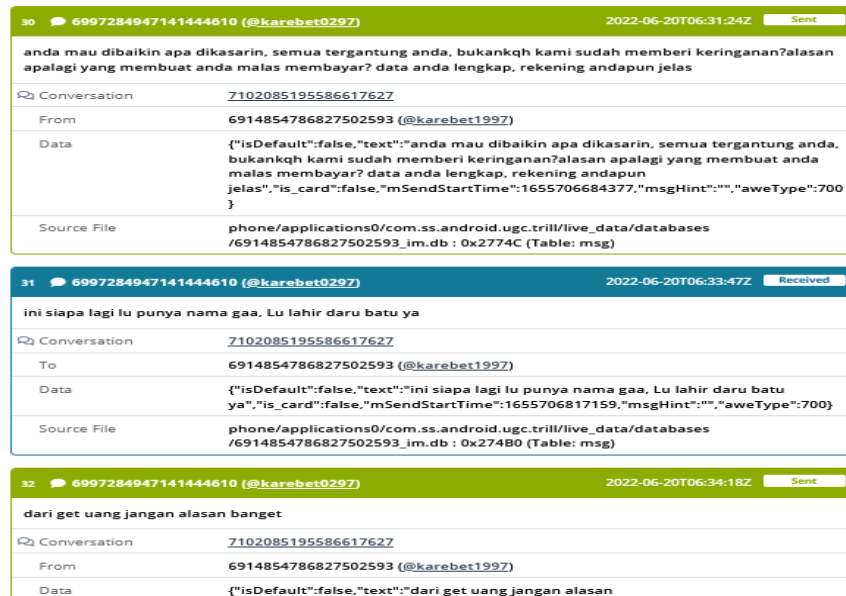 30 6997284947141444610 (@karebet0297) 2022-06-20T06:31:24Z Sent
anda mau dibaikin apa dikasarin, semua tergantung anda, bukankqh kami sudah memberi keringanan?alasan
apalagi yang membuat anda malas membayar? data anda lengkap, rekening andapun jelas
Conversation 7102085195586617627
From 6914854786827502593 (@karebet1997)
Data {"isDefault":false,"text":"anda mau dibaikin apa dikasarin, semua tergantung anda,
bukankqh kami sudah memberi keringanan?alasan apalagi yang membuat anda
malas membayar? data anda lengkap, rekening andapun
jelas","is_card":false,"mSendStartTime":1655706684377,"msgHint":"","aweType":700
}
Source File phone/applications0/com.ss.android.ugc.trill/live_data/databases
/6914854786827502593_im.db : 0x2774C (Table: msg)
31 6997284947141444610 (@karebet0297) 2022-06-20T06:33:47Z Received
ini siapa lagi lu punya nama gaa, Lu lahir daru batu ya
Conversation 7102085195586617627
To 6914854786827502593 (@karebet1997)
Data {"isDefault":false,"text":"ini siapa lagi lu punya nama gaa, Lu lahir daru batu
ya","is_card":false,"mSendStartTime":1655706817159,"msgHint":"","aweType":700}
Source File phone/applications0/com.ss.android.ugc.trill/live_data/databases
/6914854786827502593_im.db : 0x274B0 (Table: msg)
32 6997284947141444610 (@karebet0297) 2022-06-20T06:34:18Z Sent
dari get uang jangan alasan banget
Conversation 7102085195586617627
From 6914854786827502593 (@karebet1997)
Data {"isDefault":false,"text":"dari get uang jangan alasan